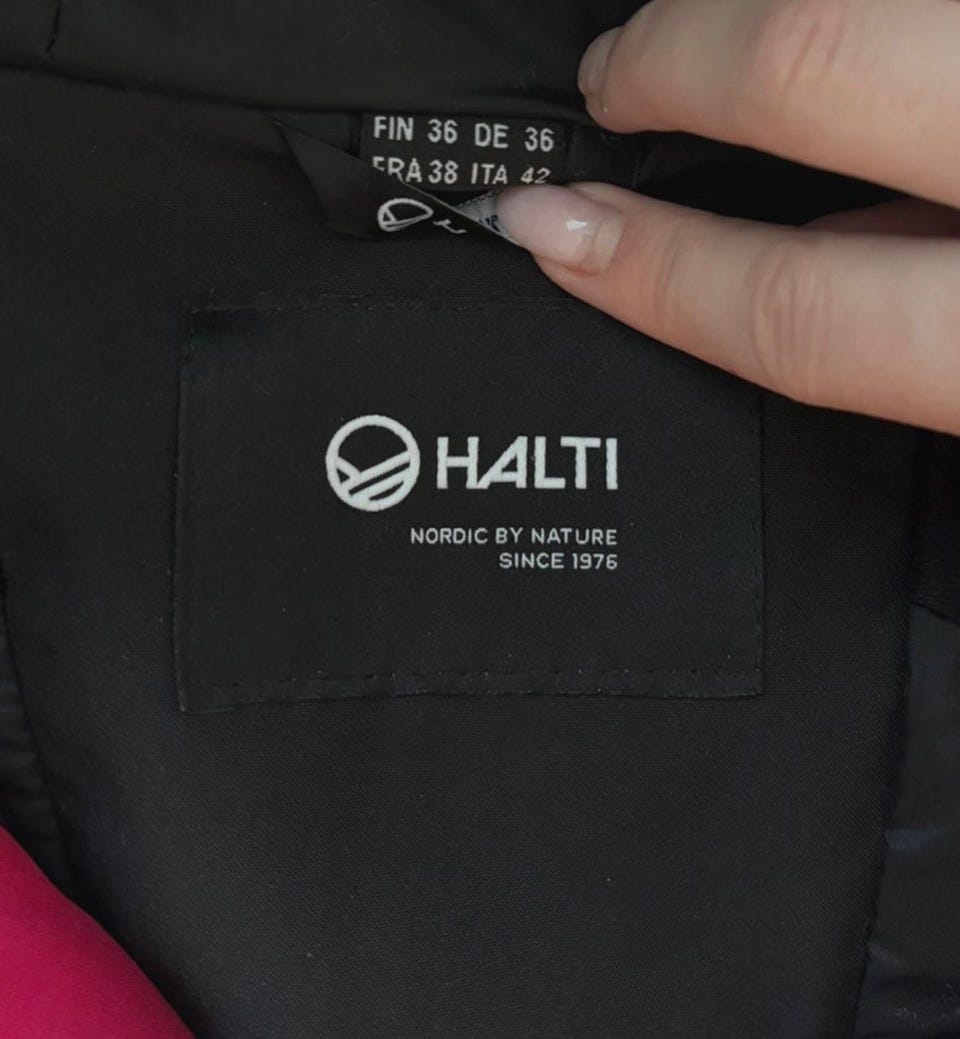 FIN 36 DE 36
FRA 38 ITA 42
HALTI
NORDIC BY NATURE
SINCE 1976